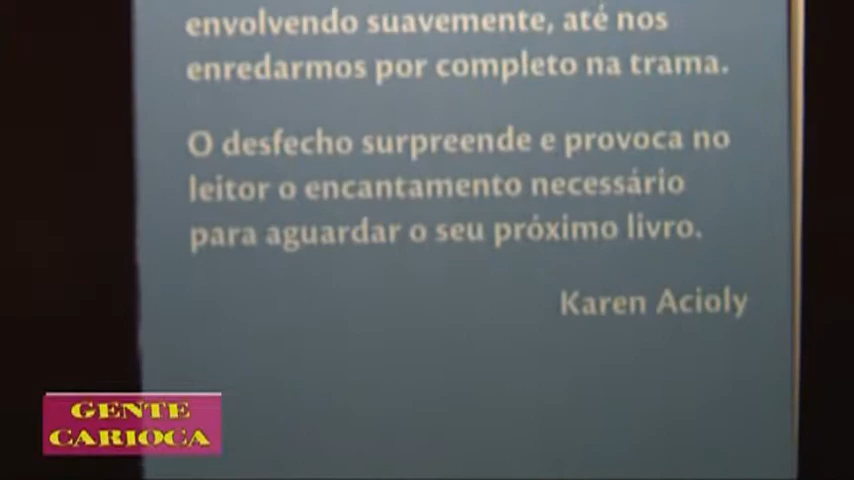 envolvendo suavemente, até nos
enredarmos por completo na trama.
O desfecho surpreende e provoca no
leitor o encantamento necessário
para aguardar o seu próximo livro.
Karen Acioly
GENTE
CARIOCA